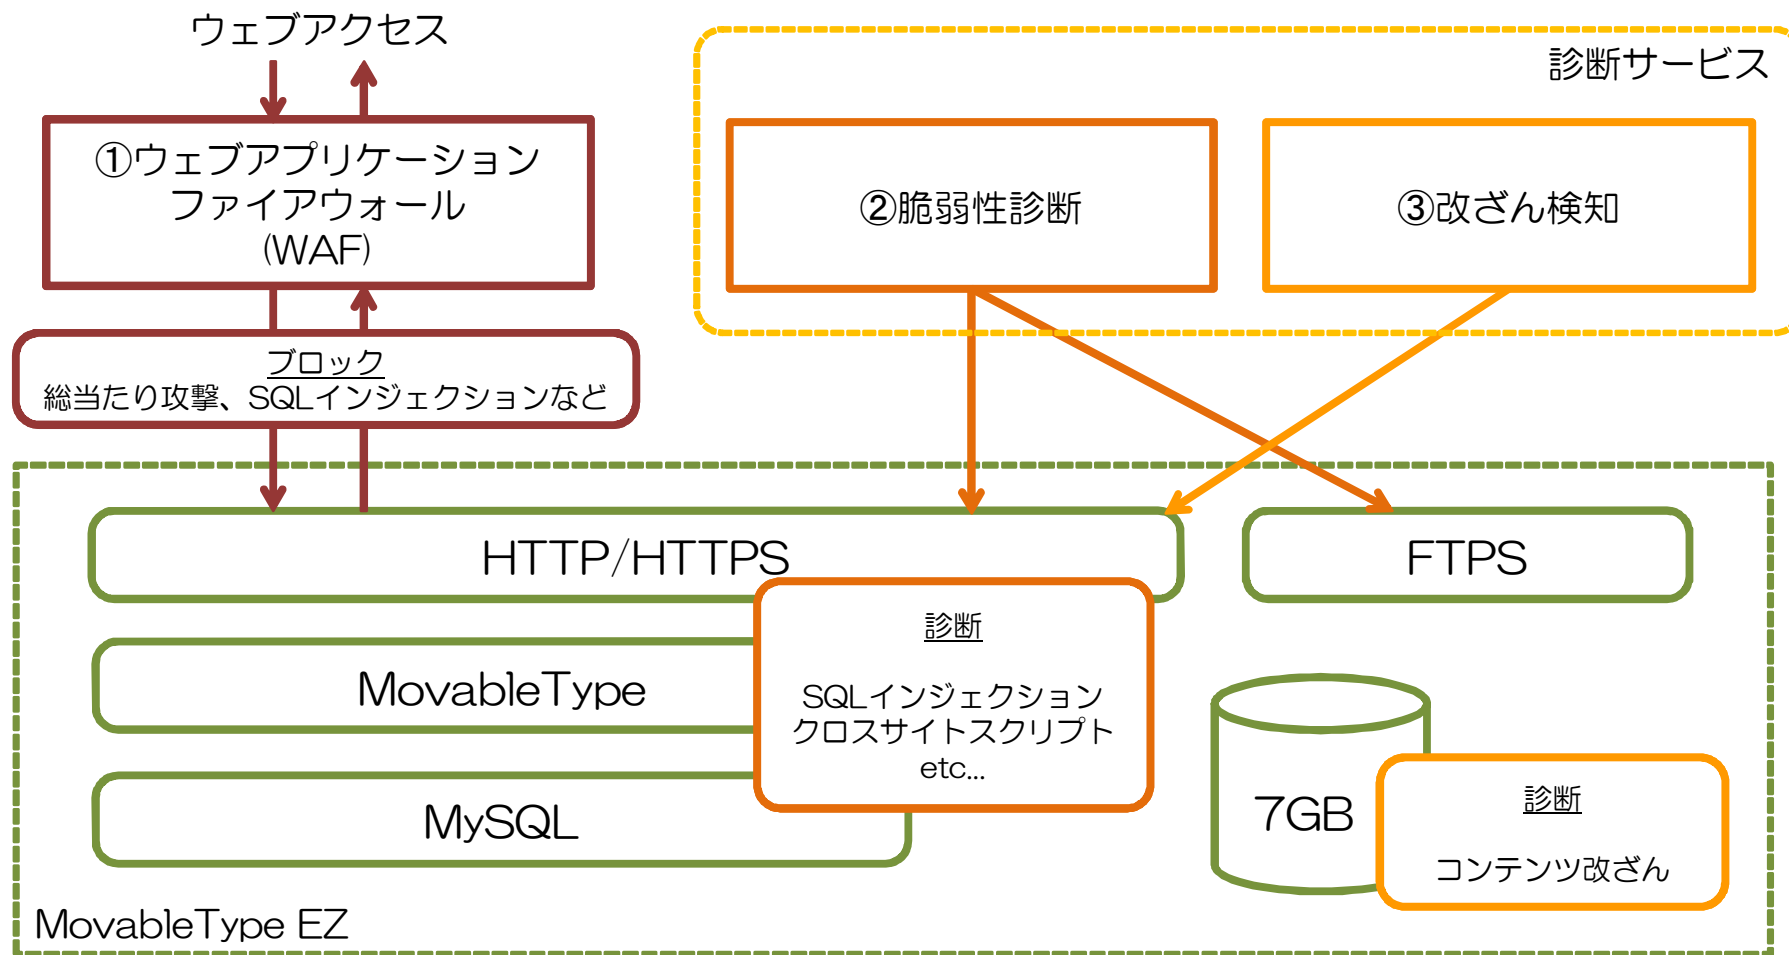 ウェブアクセス
診断サービス
①ウェブアプリケーション
ファイアウォール
(WAF)
②脆弱性診断
③改ざん検知
ブロック
総当たり攻撃、SQLインジェクションなど
HTTP/HTTPS
FTPS
診断
SQLインジェクション
クロスサイトスクリプト
etc...
MovableType
MySQL
7GB
診断
コンテンツ改ざん
MovableType EZ